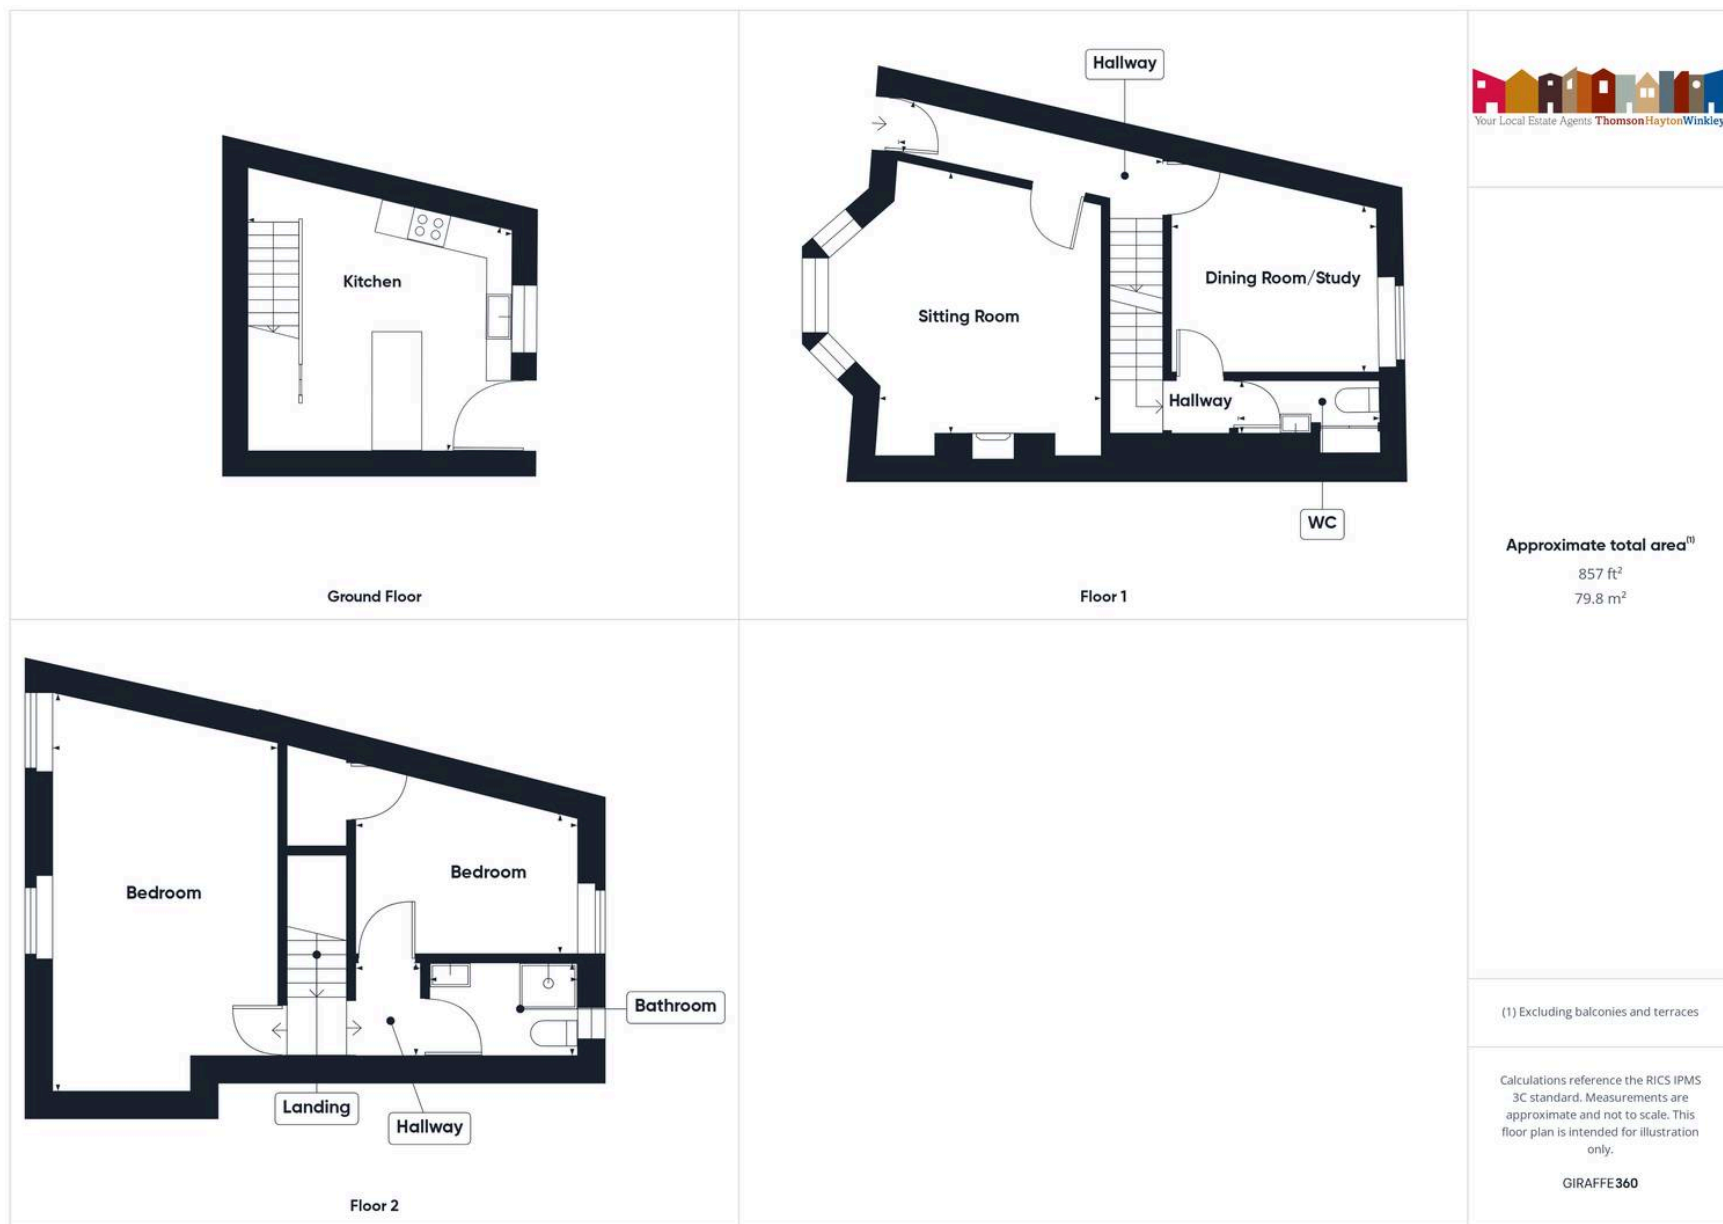 Kitchen
Ground Floor
Hallway
Sitting Room
Dining Room/Study
Hallway
WC
Floor 1
Your Local Estate Agents ThomsonHaytonWinkley
Approximate total area(1)
857 ft²
79.8 m²
Bedroom
Bedroom
Bathroom
Landing
Hallway
Floor 2
(1) Excluding balconies and terraces
Calculations reference the RICS IPMS
3C standard. Measurements are
approximate and not to scale. This
floor plan is intended for illustration
only.
GIRAFFE360